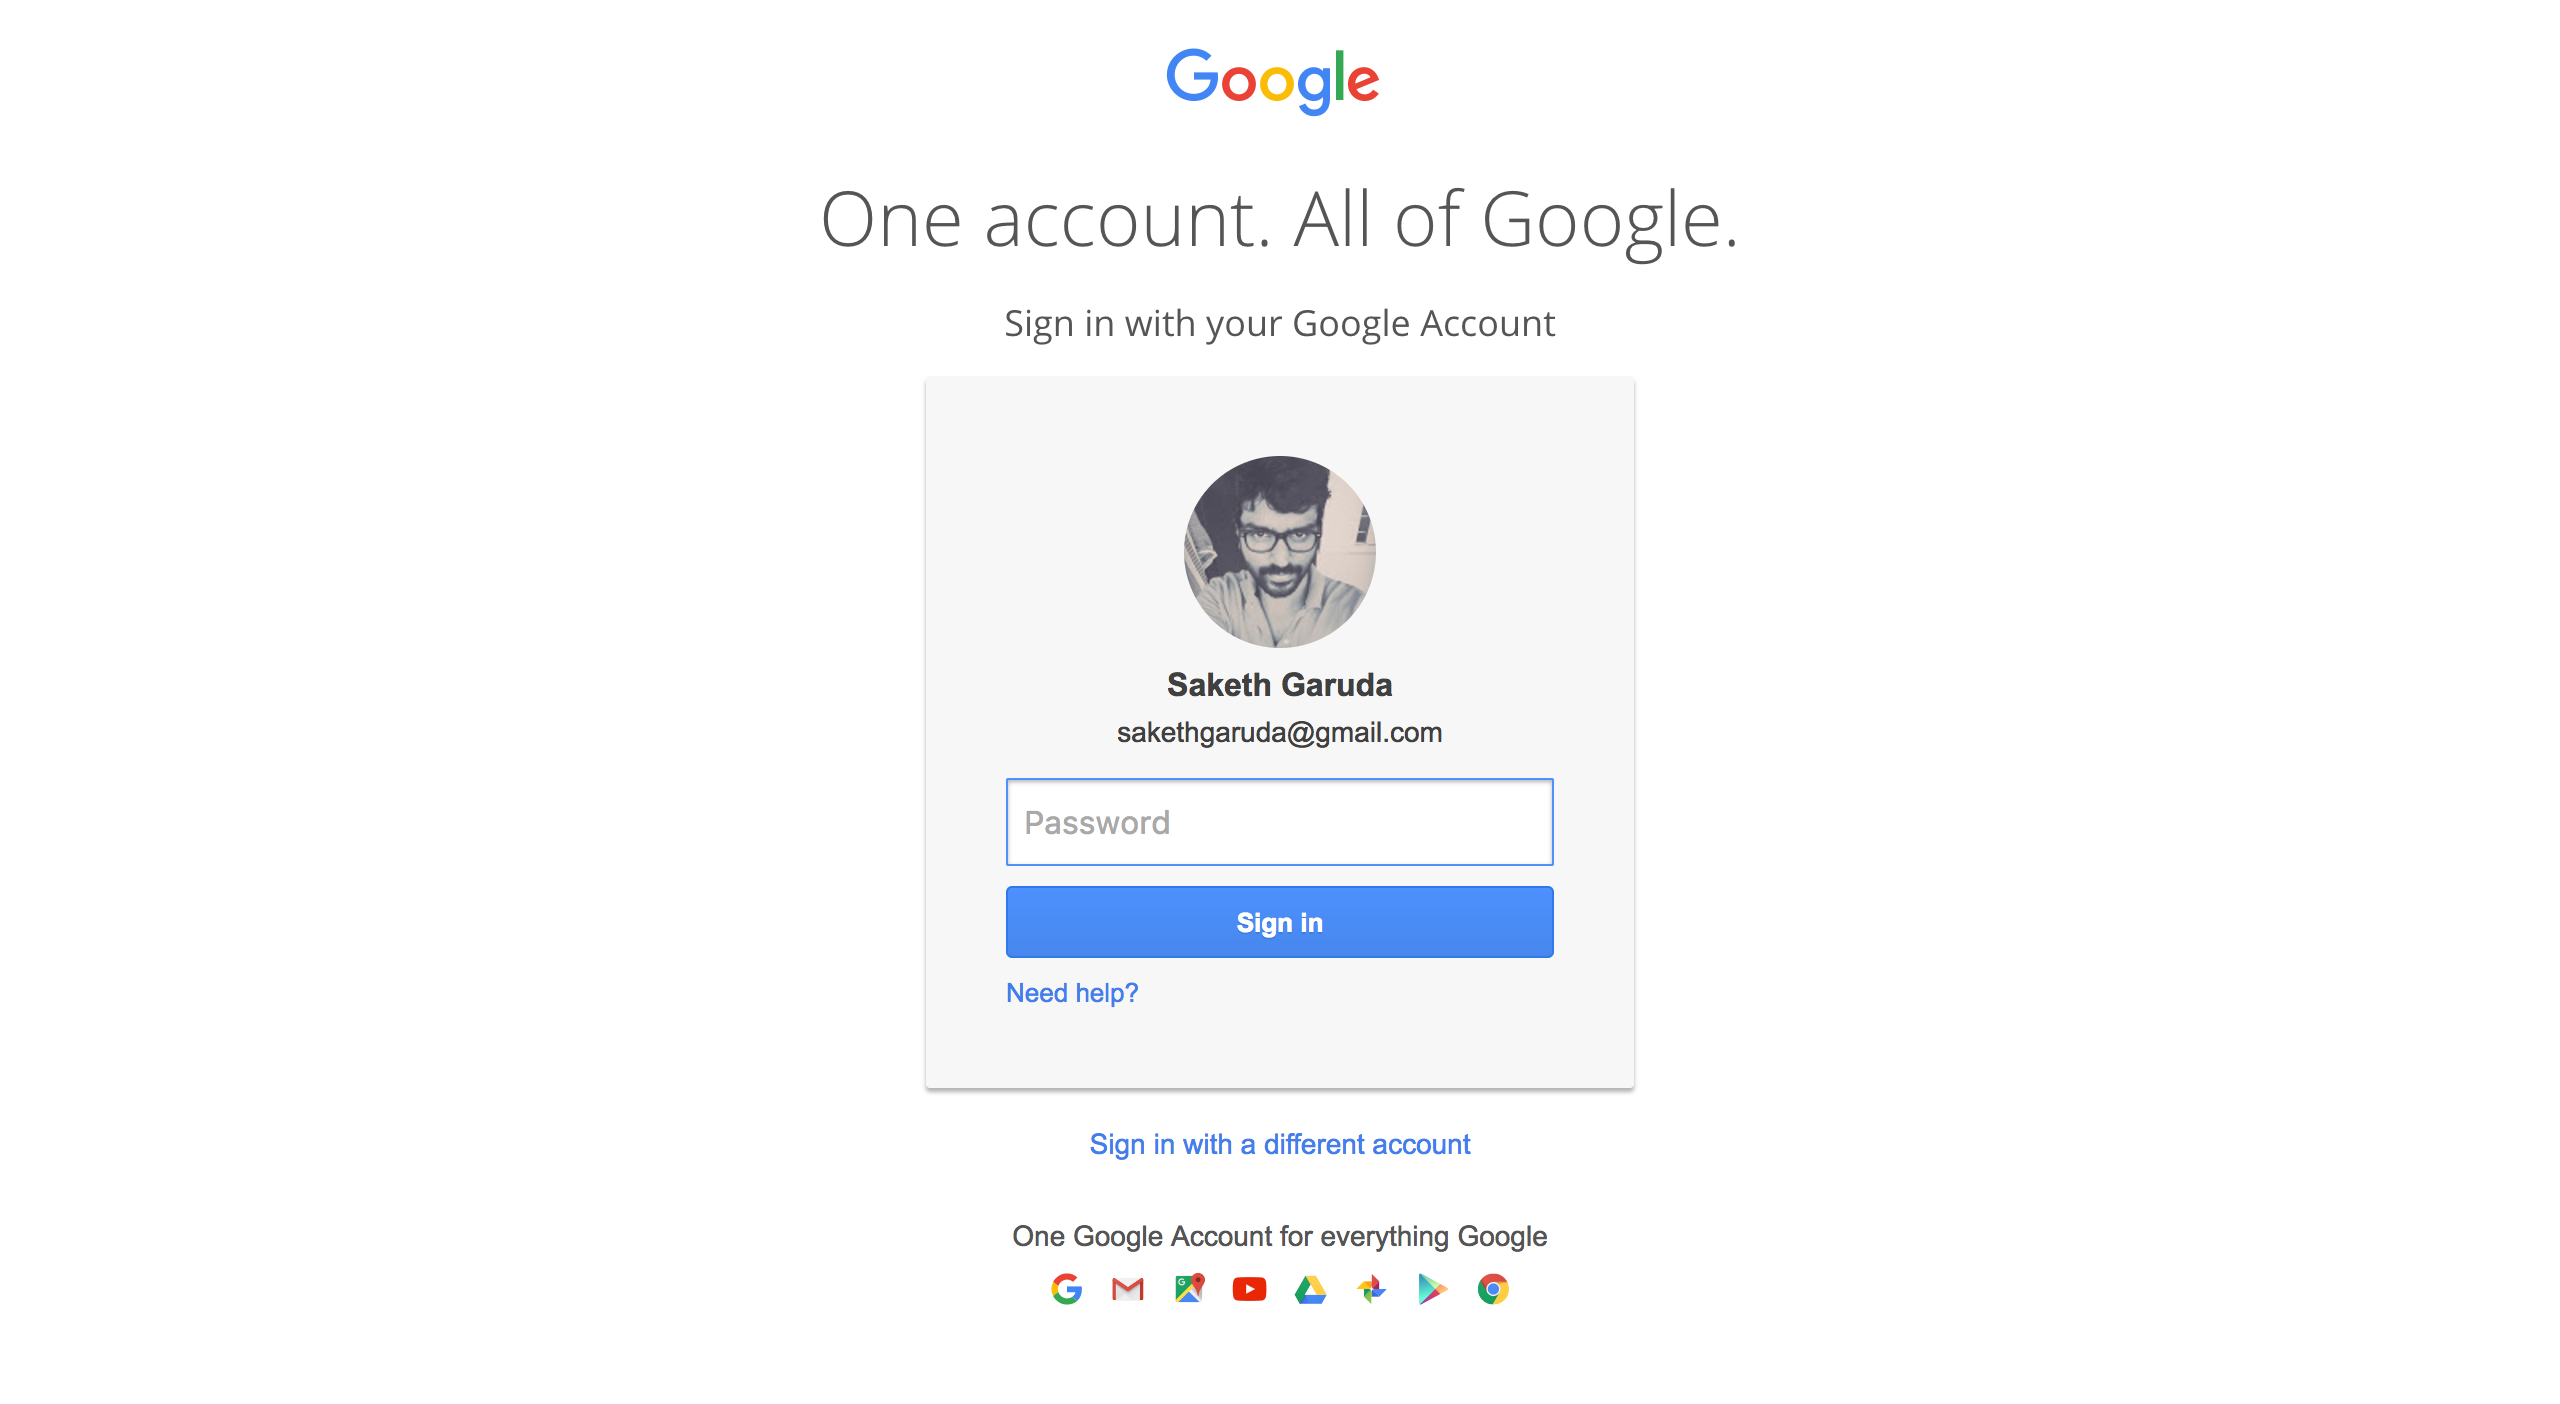 Google
One account. All of Google.
Sign in with your Google Account
Saketh Garuda
sakethgaruda@gmail.com
Password
Sign in
Need help?
Sign in with a different account
One Google Account for everything Google